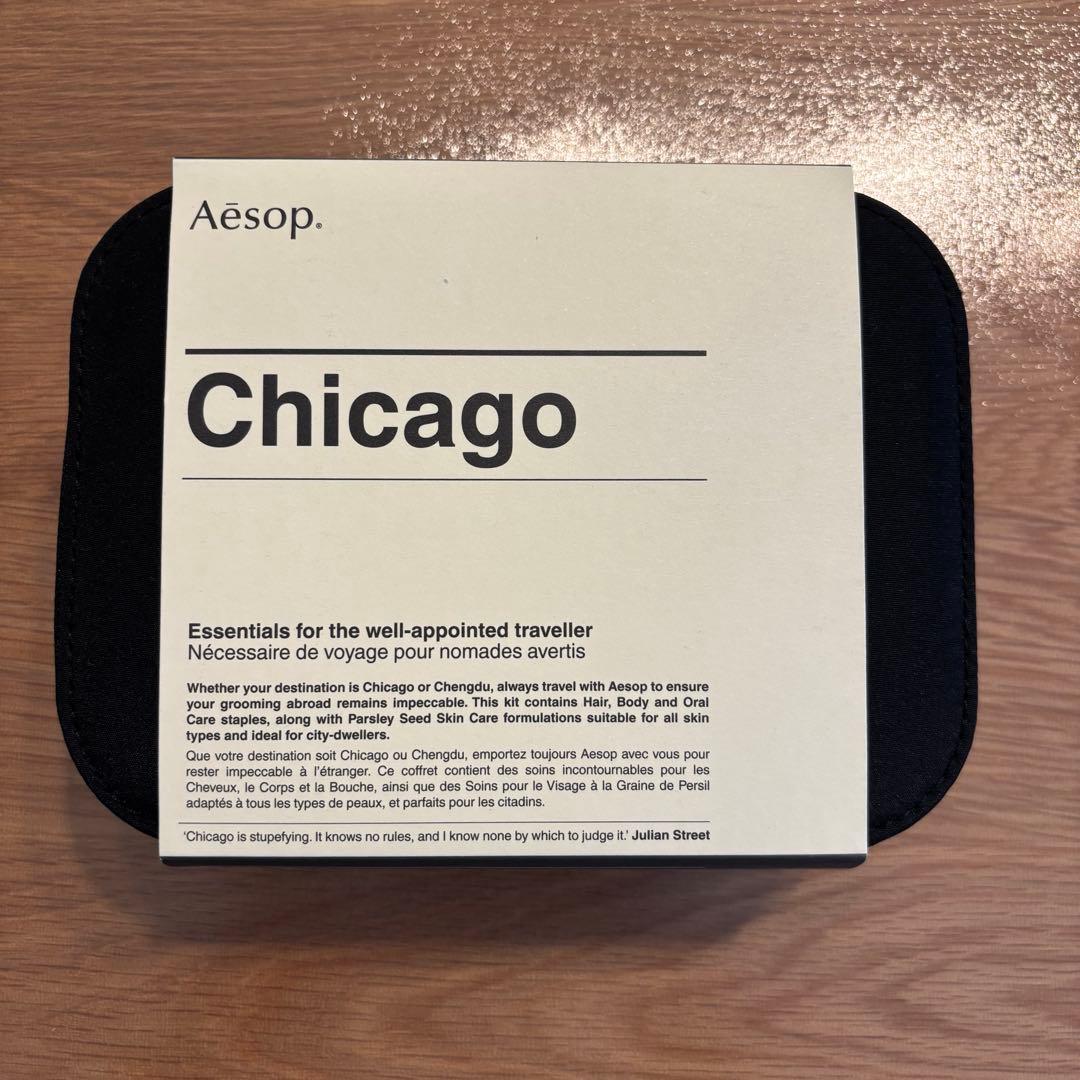 Aēsop®
Chicago
Essentials for the well-appointed traveller
Nécessaire de voyage pour nomades avertis
Whether your destination is Chicago or Chengdu, always travel with Aesop to ensure
your grooming abroad remains impeccable. This kit contains Hair, Body and Oral
Care staples, along with Parsley Seed Skin Care formulations suitable for all skin
types and ideal for city-dwellers.
Que votre destination soit Chicago ou Chengdu, emportez toujours Aesop avec vous pour
rester impeccable à l'étranger. Ce coffret contient des soins incontournables pour les
Cheveux, le Corps et la Bouche, ainsi que des Soins pour le Visage à la Graine de Persil
adaptés à tous les types de peaux, et parfaits pour les citadins.
'Chicago is stupefying. It knows no rules, and I know none by which to judge it.' Julian Street